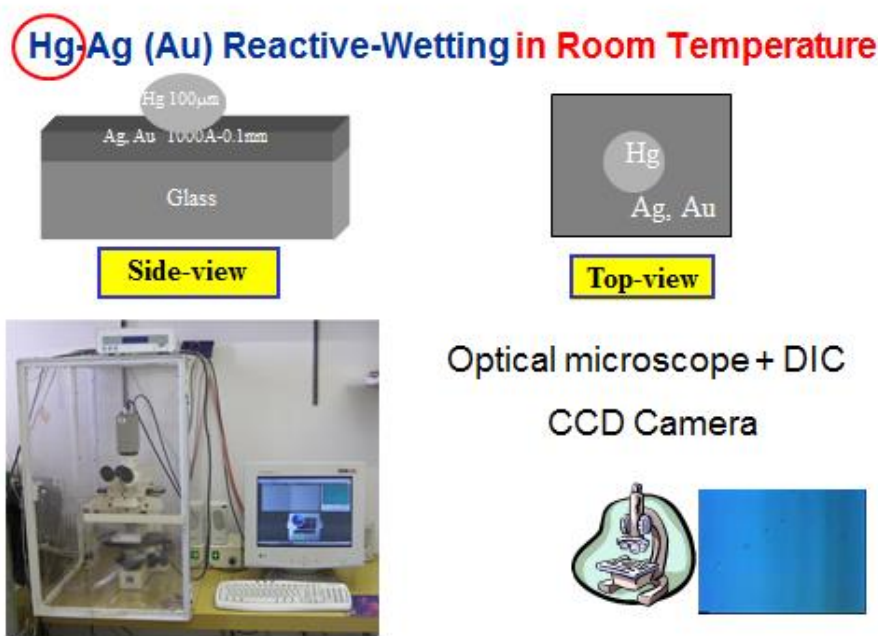 Hg-Ag (Au) Reactive-Wetting in Room Temperature
Hg 100μm
Ag, Au 1000A-0.1mm
Glass
Side-view
Hg
Ag, Au
Top-view
Optical microscope + DIC
CCD Camera